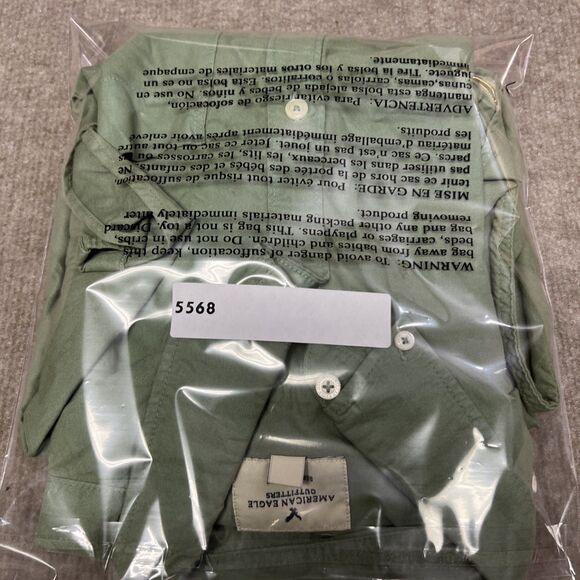 WARNING: To avoid danger of suffocation, keep this
bag away from babies and children. Do not use in cribs,
beds, or carriages or playpens. This bag is not a toy. Discard
bag and any other packing materials immediately after
removing product.
MISE EN GARDE: Pour éviter tout risque de suffocation,
tenir ce sac hors de la portée des bébés et des enfants. Ne
pas utiliser dans les berceaux, les lits, les carrosses ou
parcs. Ce sac n'est pas un jouet. Jeter ce sac ou tout autre
matérian d'emballage immédiatement après avoir enlevé
les produits.
ADVERTENCIA: Para evitar riesgo de sofocacion,
mantenga esta bolsa alejada de bebes y niños. No use en
cunas,camas, carriolas, o corralitos. Esta bolsa no es un
juguete. Tire la bolsa y los otros materiales de empaque
inmediatamente.
5568
AMERICAN EAGLE
OUTFITTERS